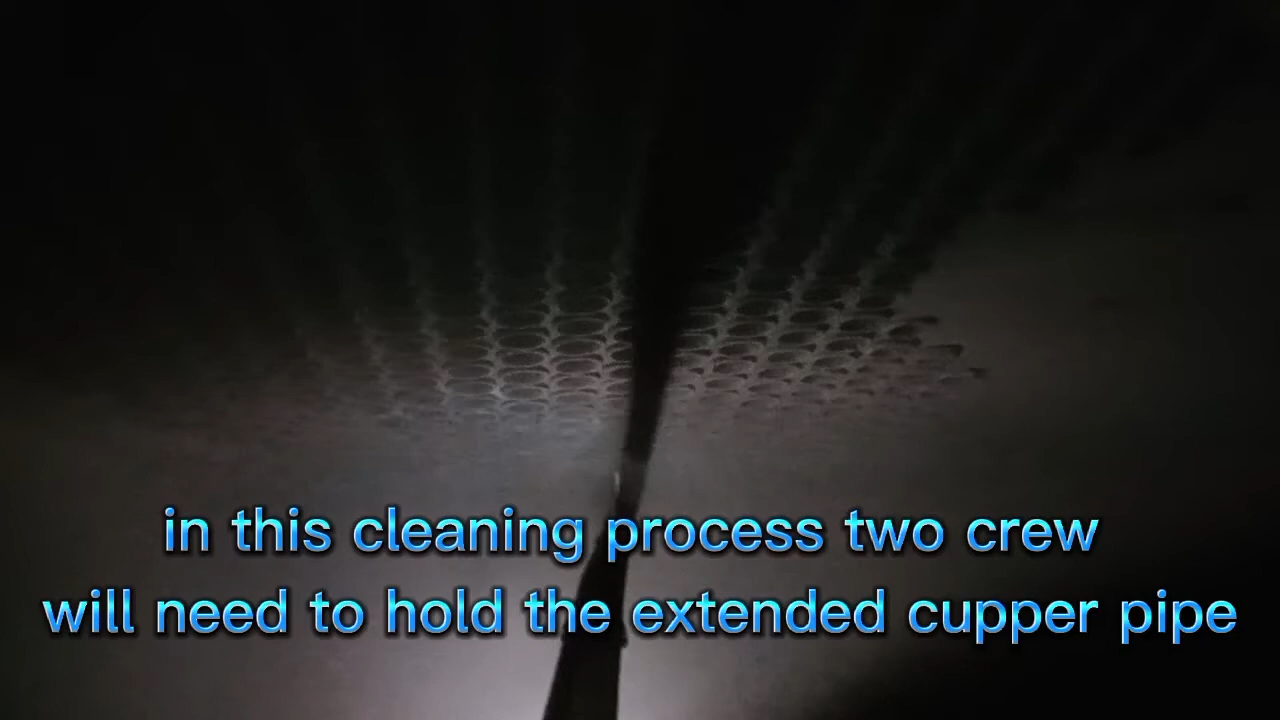 in this cleaning process two crew
will need to hold the extended cupper pipe